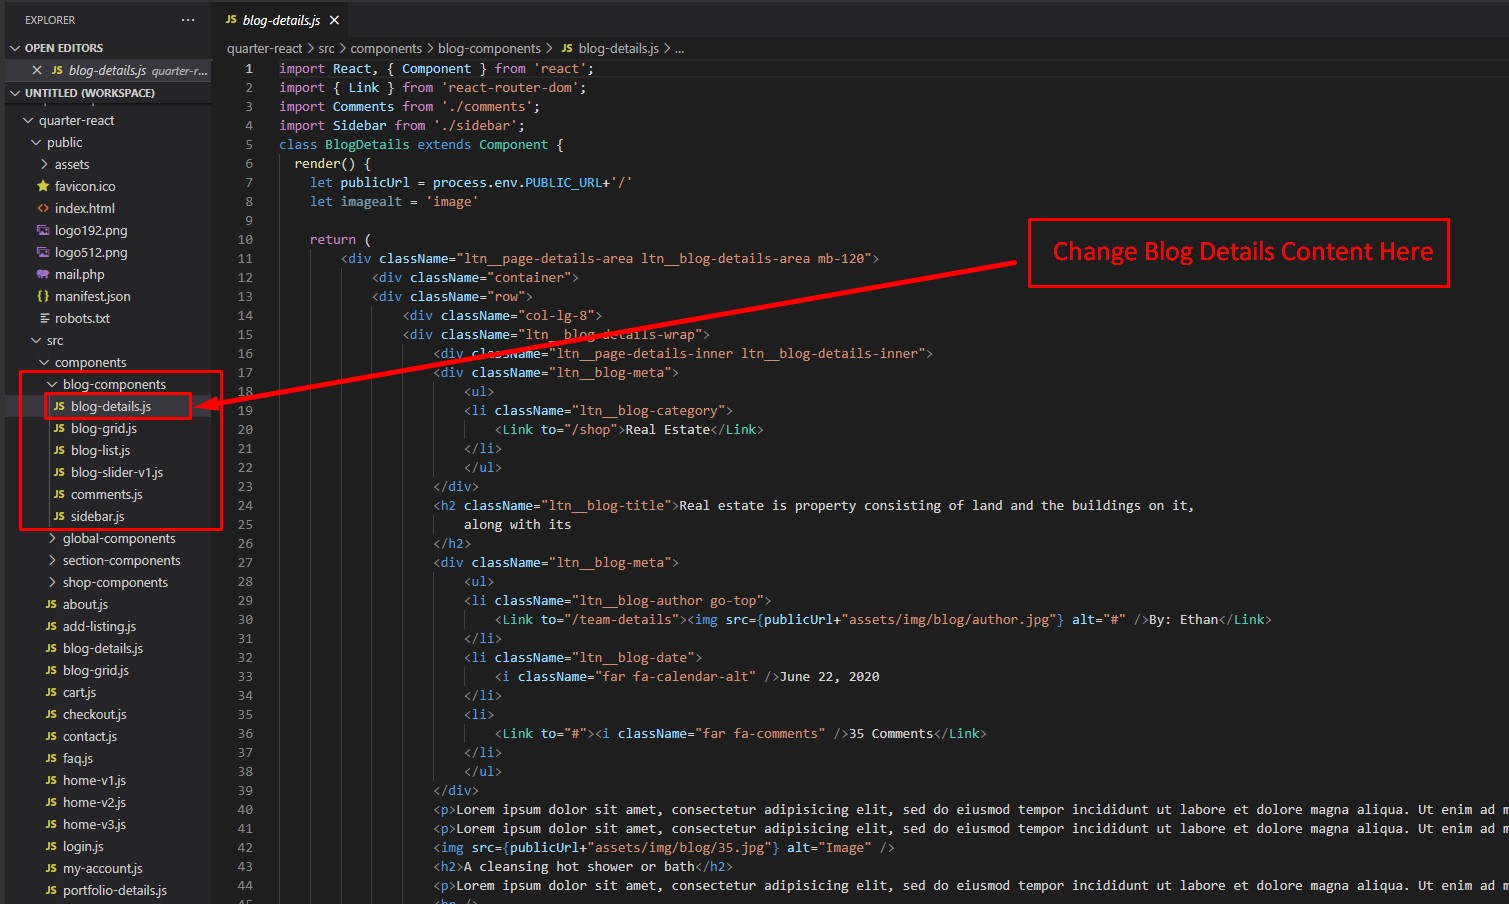 EXPLORER
OPEN EDITORS
JS blog-details.js quarter-r...
UNTITLED (WORKSPACE)
quarter-react
public
assets
favicon.ico
index.html
logo192.png
logo512.png
mail.php
manifest.json
robots.txt
src
components
blog-components
JS blog-details.js
JS blog-grid.js
JS blog-list.js
JS blog-slider-v1.js
JS comments.js
JS sidebar.js
global-components
section-components
shop-components
JS about.js
JS add-listing.js
JS blog-details.js
JS blog-grid.js
JS cart.js
JS checkout.js
JS contact.js
JS faq.js
JS home-v1.js
JS home-v2.js
JS home-v3.js
JS login.js
JS my-account.js
JS portfolio-details.js
JS blog-details.js
quarter-react > src > components > blog-components > JS blog-details.js > ...
1 import React, { Component } from 'react';
2 import { Link } from 'react-router-dom';
3 import Comments from './comments';
4 import Sidebar from './sidebar';
5 class BlogDetails extends Component {
6 render() {
7 let publicUrl = process.env.PUBLIC_URL+'/'
8 let imagealt = 'image'
9
10 return (
11 <div className="ltn__page-details-area ltn__blog-details-area mb-120">
12 <div className="container">
13 <div className="row">
14 <div className="col-lg-8">
15 <div className="ltn__blog-details-wrap">
16 <div className="ltn__page-details-inner ltn__blog-details-inner">
17 <div className="ltn__blog-meta">
18 <ul>
19 <li className="ltn__blog-category">
20 <Link to="/shop">Real Estate</Link>
21 </li>
22 </ul>
23 </div>
24 <h2 className="ltn__blog-title">Real estate is property consisting of land and the buildings on it,
25 along with its
26 </h2>
27 <div className="ltn__blog-meta">
28 <ul>
29 <li className="ltn__blog-author go-top">
30 <Link to="/team-details"><img src={publicUrl+"assets/img/blog/author.jpg"} alt="#" />By: Ethan</Link>
31 </li>
32 <li className="ltn__blog-date">
33 <i className="far fa-calendar-alt" />June 22, 2020
34 </li>
35 <li>
36 <Link to="#"><i className="far fa-comments" />35 Comments</Link>
37 </li>
38 </ul>
39 </div>
40 <p>Lorem ipsum dolor sit amet, consectetur adipisicing elit, sed do eiusmod tempor incididunt ut labore et dolore magna aliqua. Ut enim ad m
41 <p>Lorem ipsum dolor sit amet, consectetur adipisicing elit, sed do eiusmod tempor incididunt ut labore et dolore magna aliqua. Ut enim ad m
42 <img src={publicUrl+"assets/img/blog/35.jpg"} alt="Image" />
43 <h2>A cleansing hot shower or bath</h2>
44 <p>Lorem ipsum dolor sit amet, consectetur adipisicing elit, sed do eiusmod tempor incididunt ut labore et dolore magna aliqua. Ut enim ad m
45 <hr />
Change Blog Details Content Here